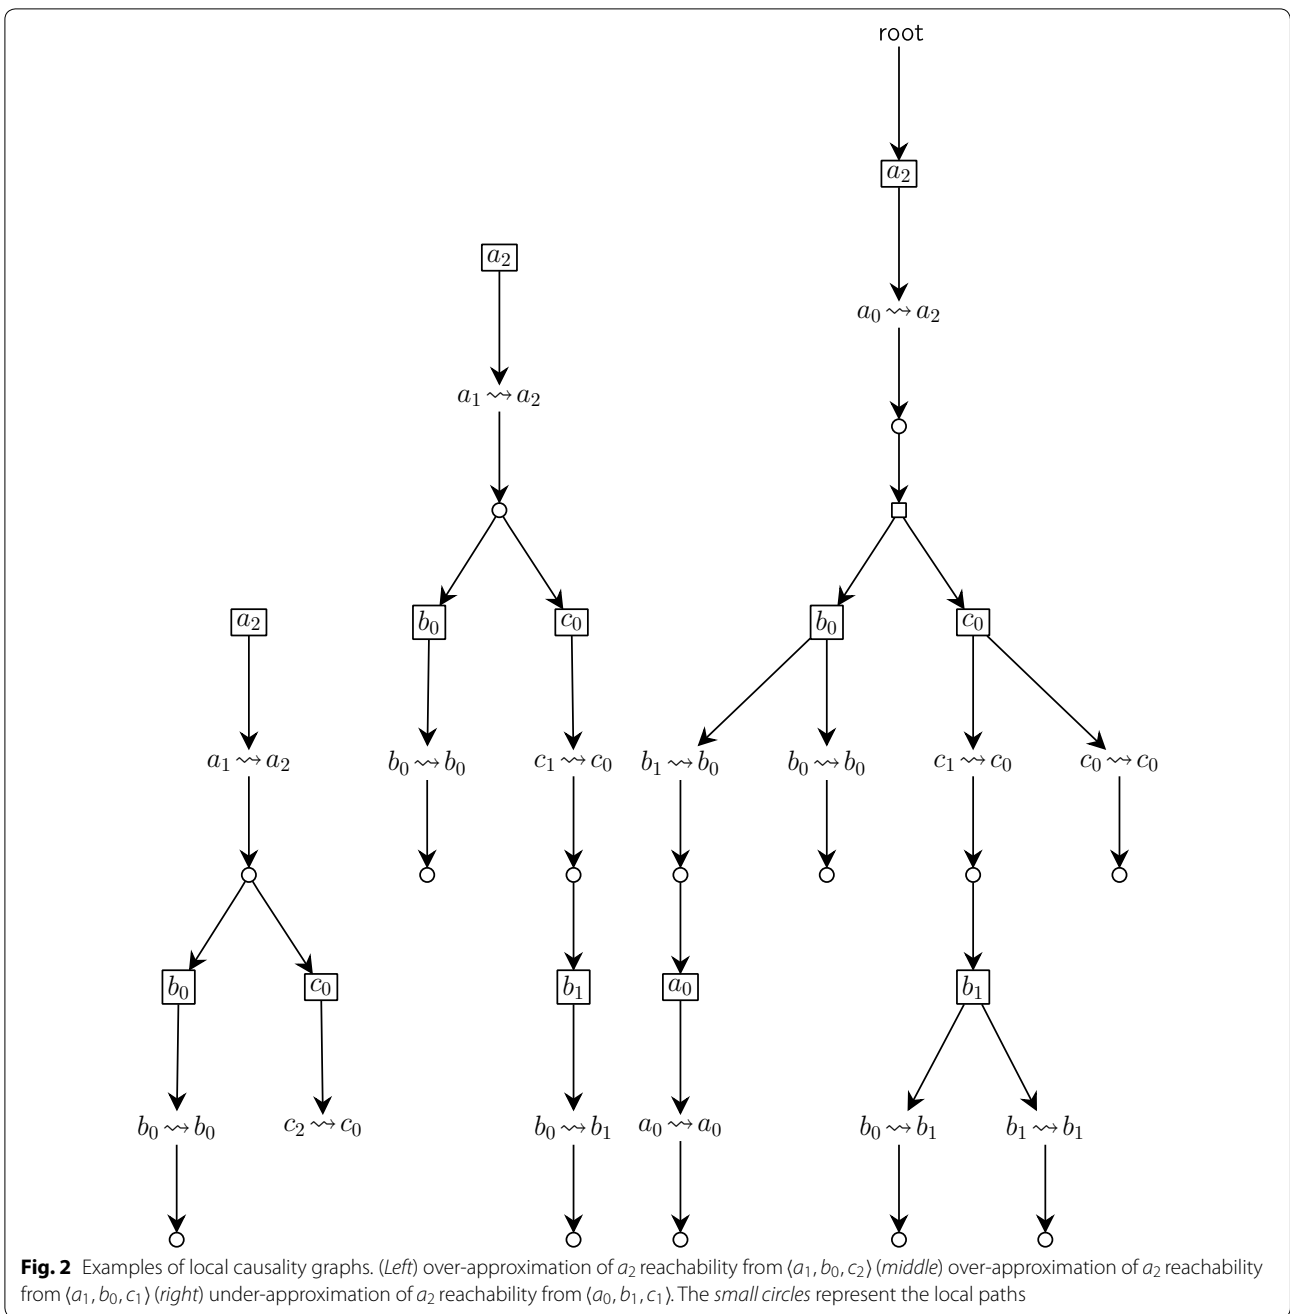 root
a₂
a₀ ⇝ a₂
a₂
a₁ ⇝ a₂
b₀ c₀ b₀ c₀
a₂
a₁ ⇝ a₂ b₀ ⇝ b₀ c₁ ⇝ c₀ b₁ ⇝ b₀ b₀ ⇝ b₀ c₁ ⇝ c₀ c₀ ⇝ c₀
b₀ c₀ b₁ a₀ b₁
b₀ ⇝ b₀ c₂ ⇝ c₀ b₀ ⇝ b₁ a₀ ⇝ a₀ b₀ ⇝ b₁ b₁ ⇝ b₁
Fig. 2 Examples of local causality graphs. (Left) over-approximation of a₂ reachability from ⟨a₁, b₀, c₂⟩ (middle) over-approximation of a₂ reachability
from ⟨a₁, b₀, c₁⟩ (right) under-approximation of a₂ reachability from ⟨a₀, b₁, c₁⟩. The small circles represent the local paths